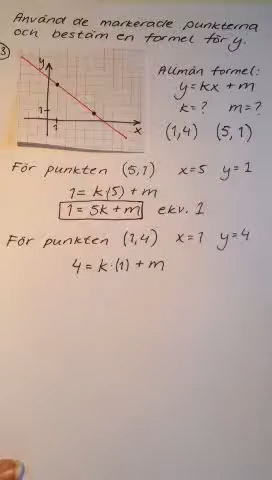 Använd de markerade punkterna
och bestäm en formel för y.
3
y
1
1
x
Allmän formel:
y = kx + m
k = ? m = ?
(1,4) (5,1)
För punkten (5,1) x=5 y=1
1 = k·(5) + m
1 = 5k + m ekv. 1
För punkten (1,4) x=1 y=4
4 = k·(1) + m